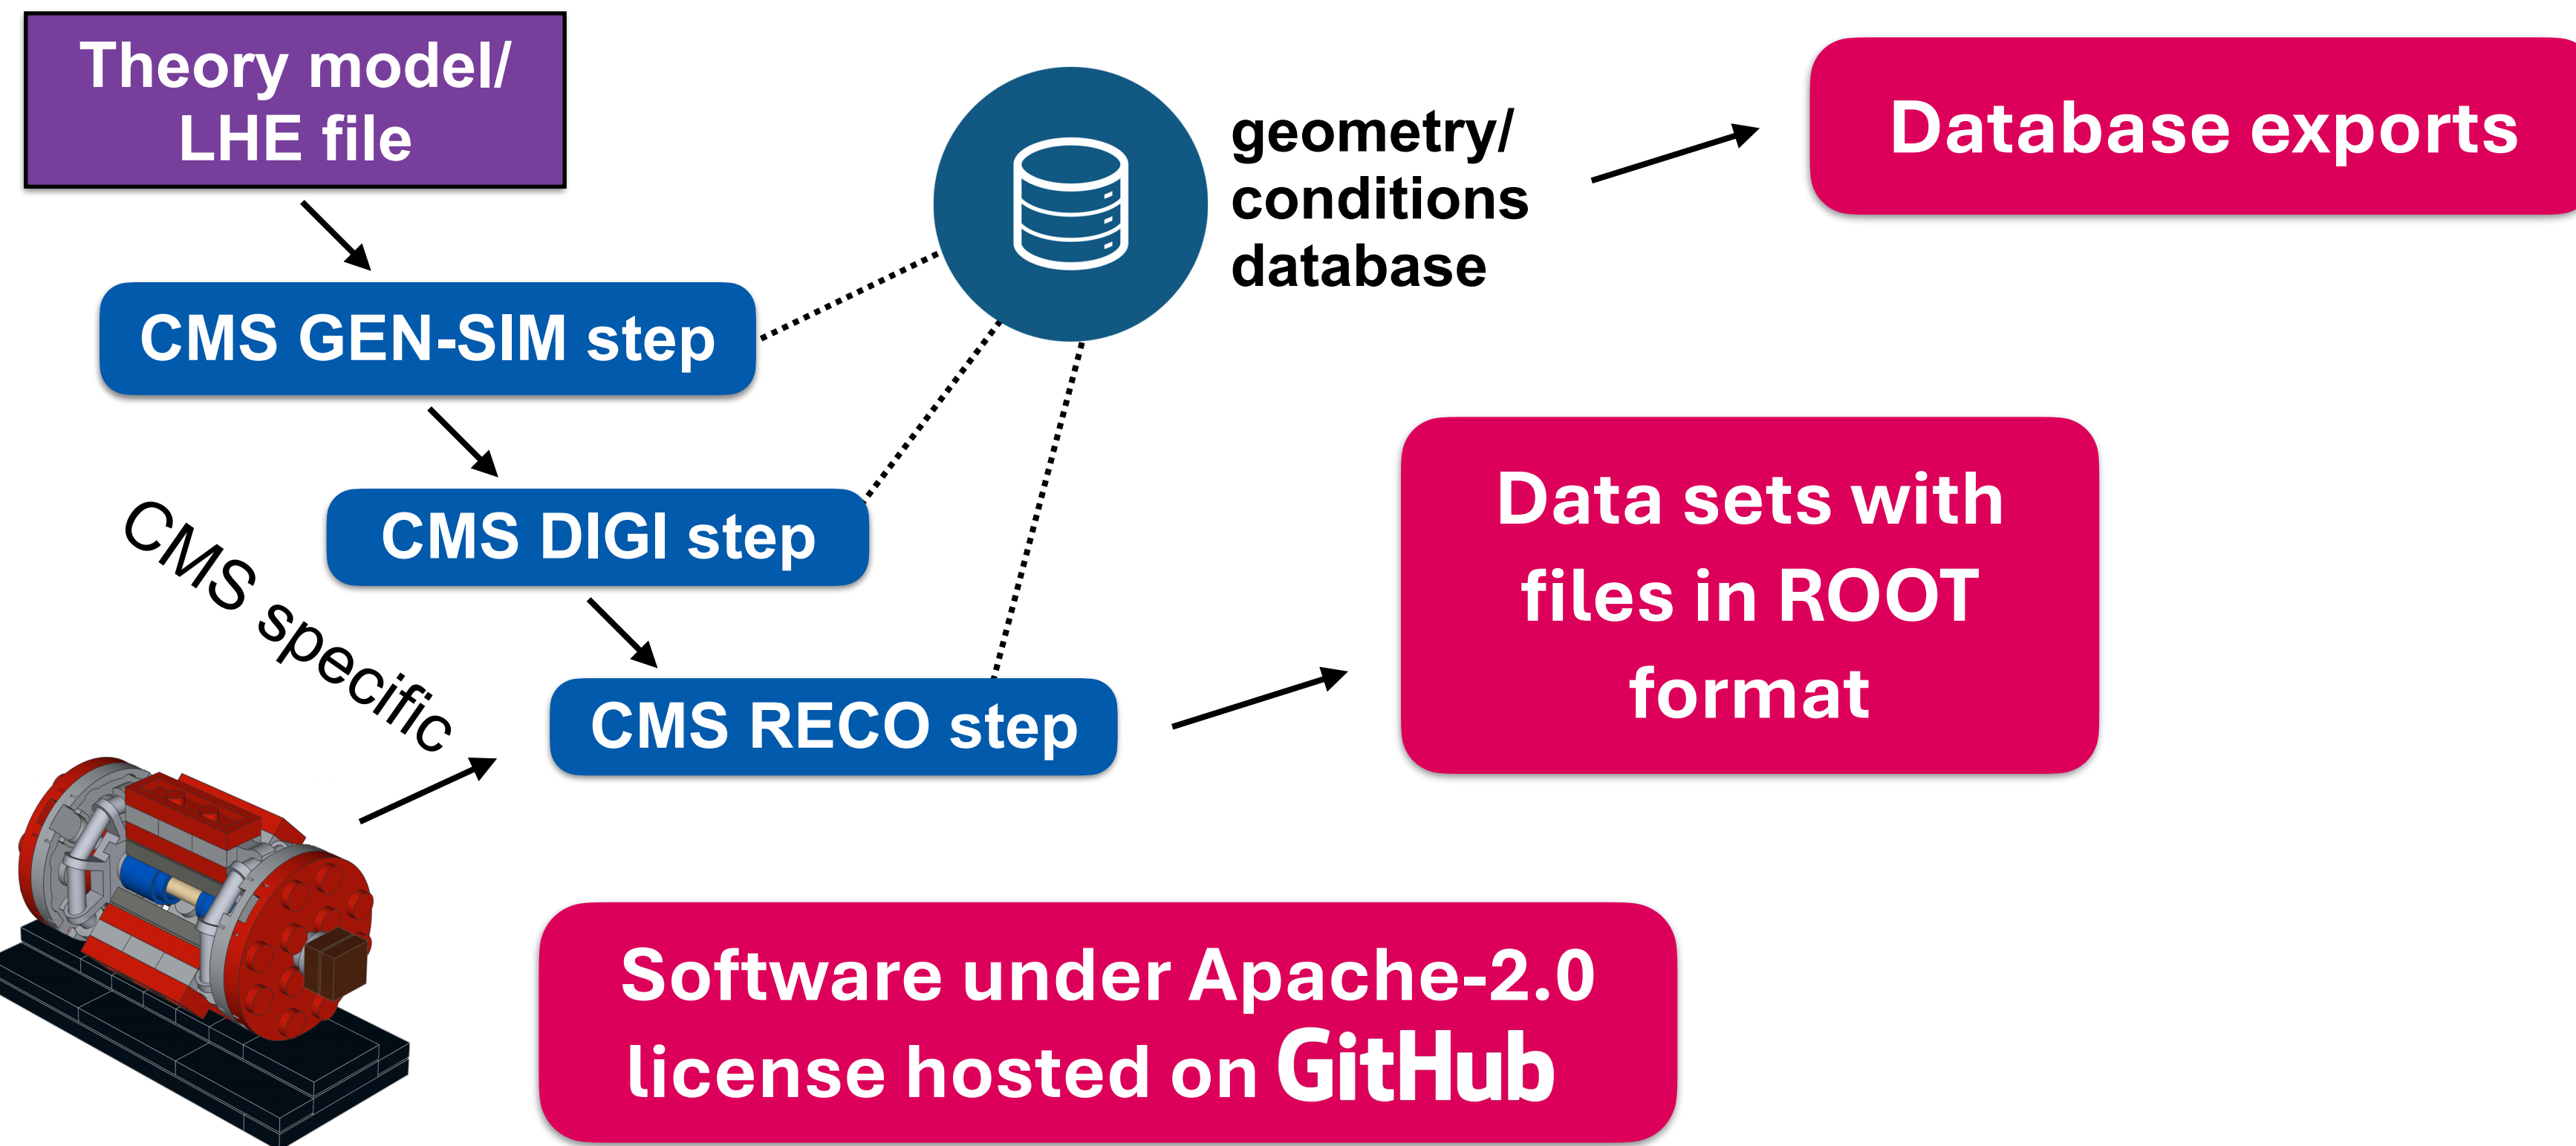 Theory model/
LHE file
geometry/
conditions
database
Database exports
CMS GEN-SIM step
CMS DIGI step
CMS specific
CMS RECO step
Data sets with
files in ROOT
format
Software under Apache-2.0
license hosted on GitHub